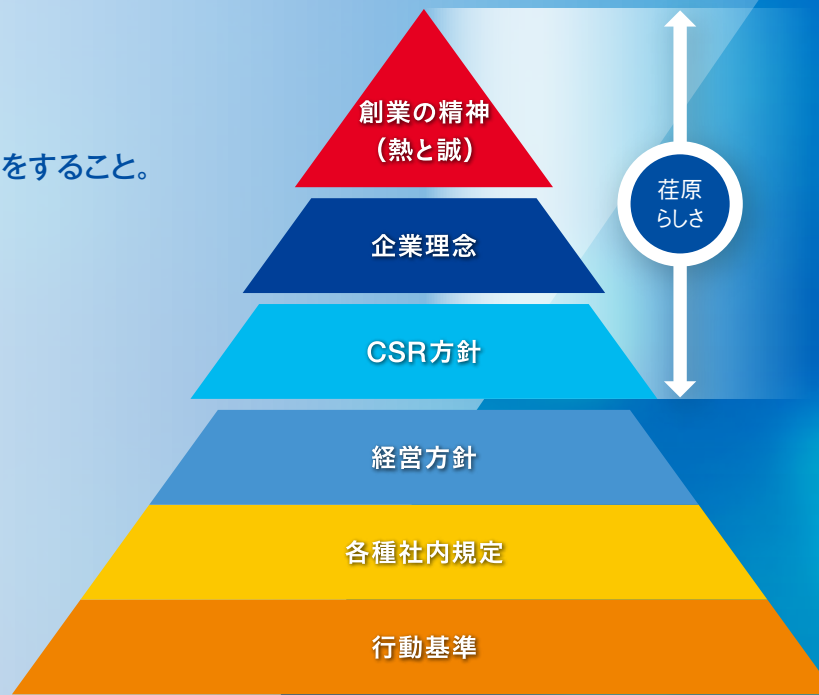 創業の精神
（熱と誠）
をすること。
荏原
らしさ
企業理念
CSR方針
経営方針
各種社内規定
行動基準